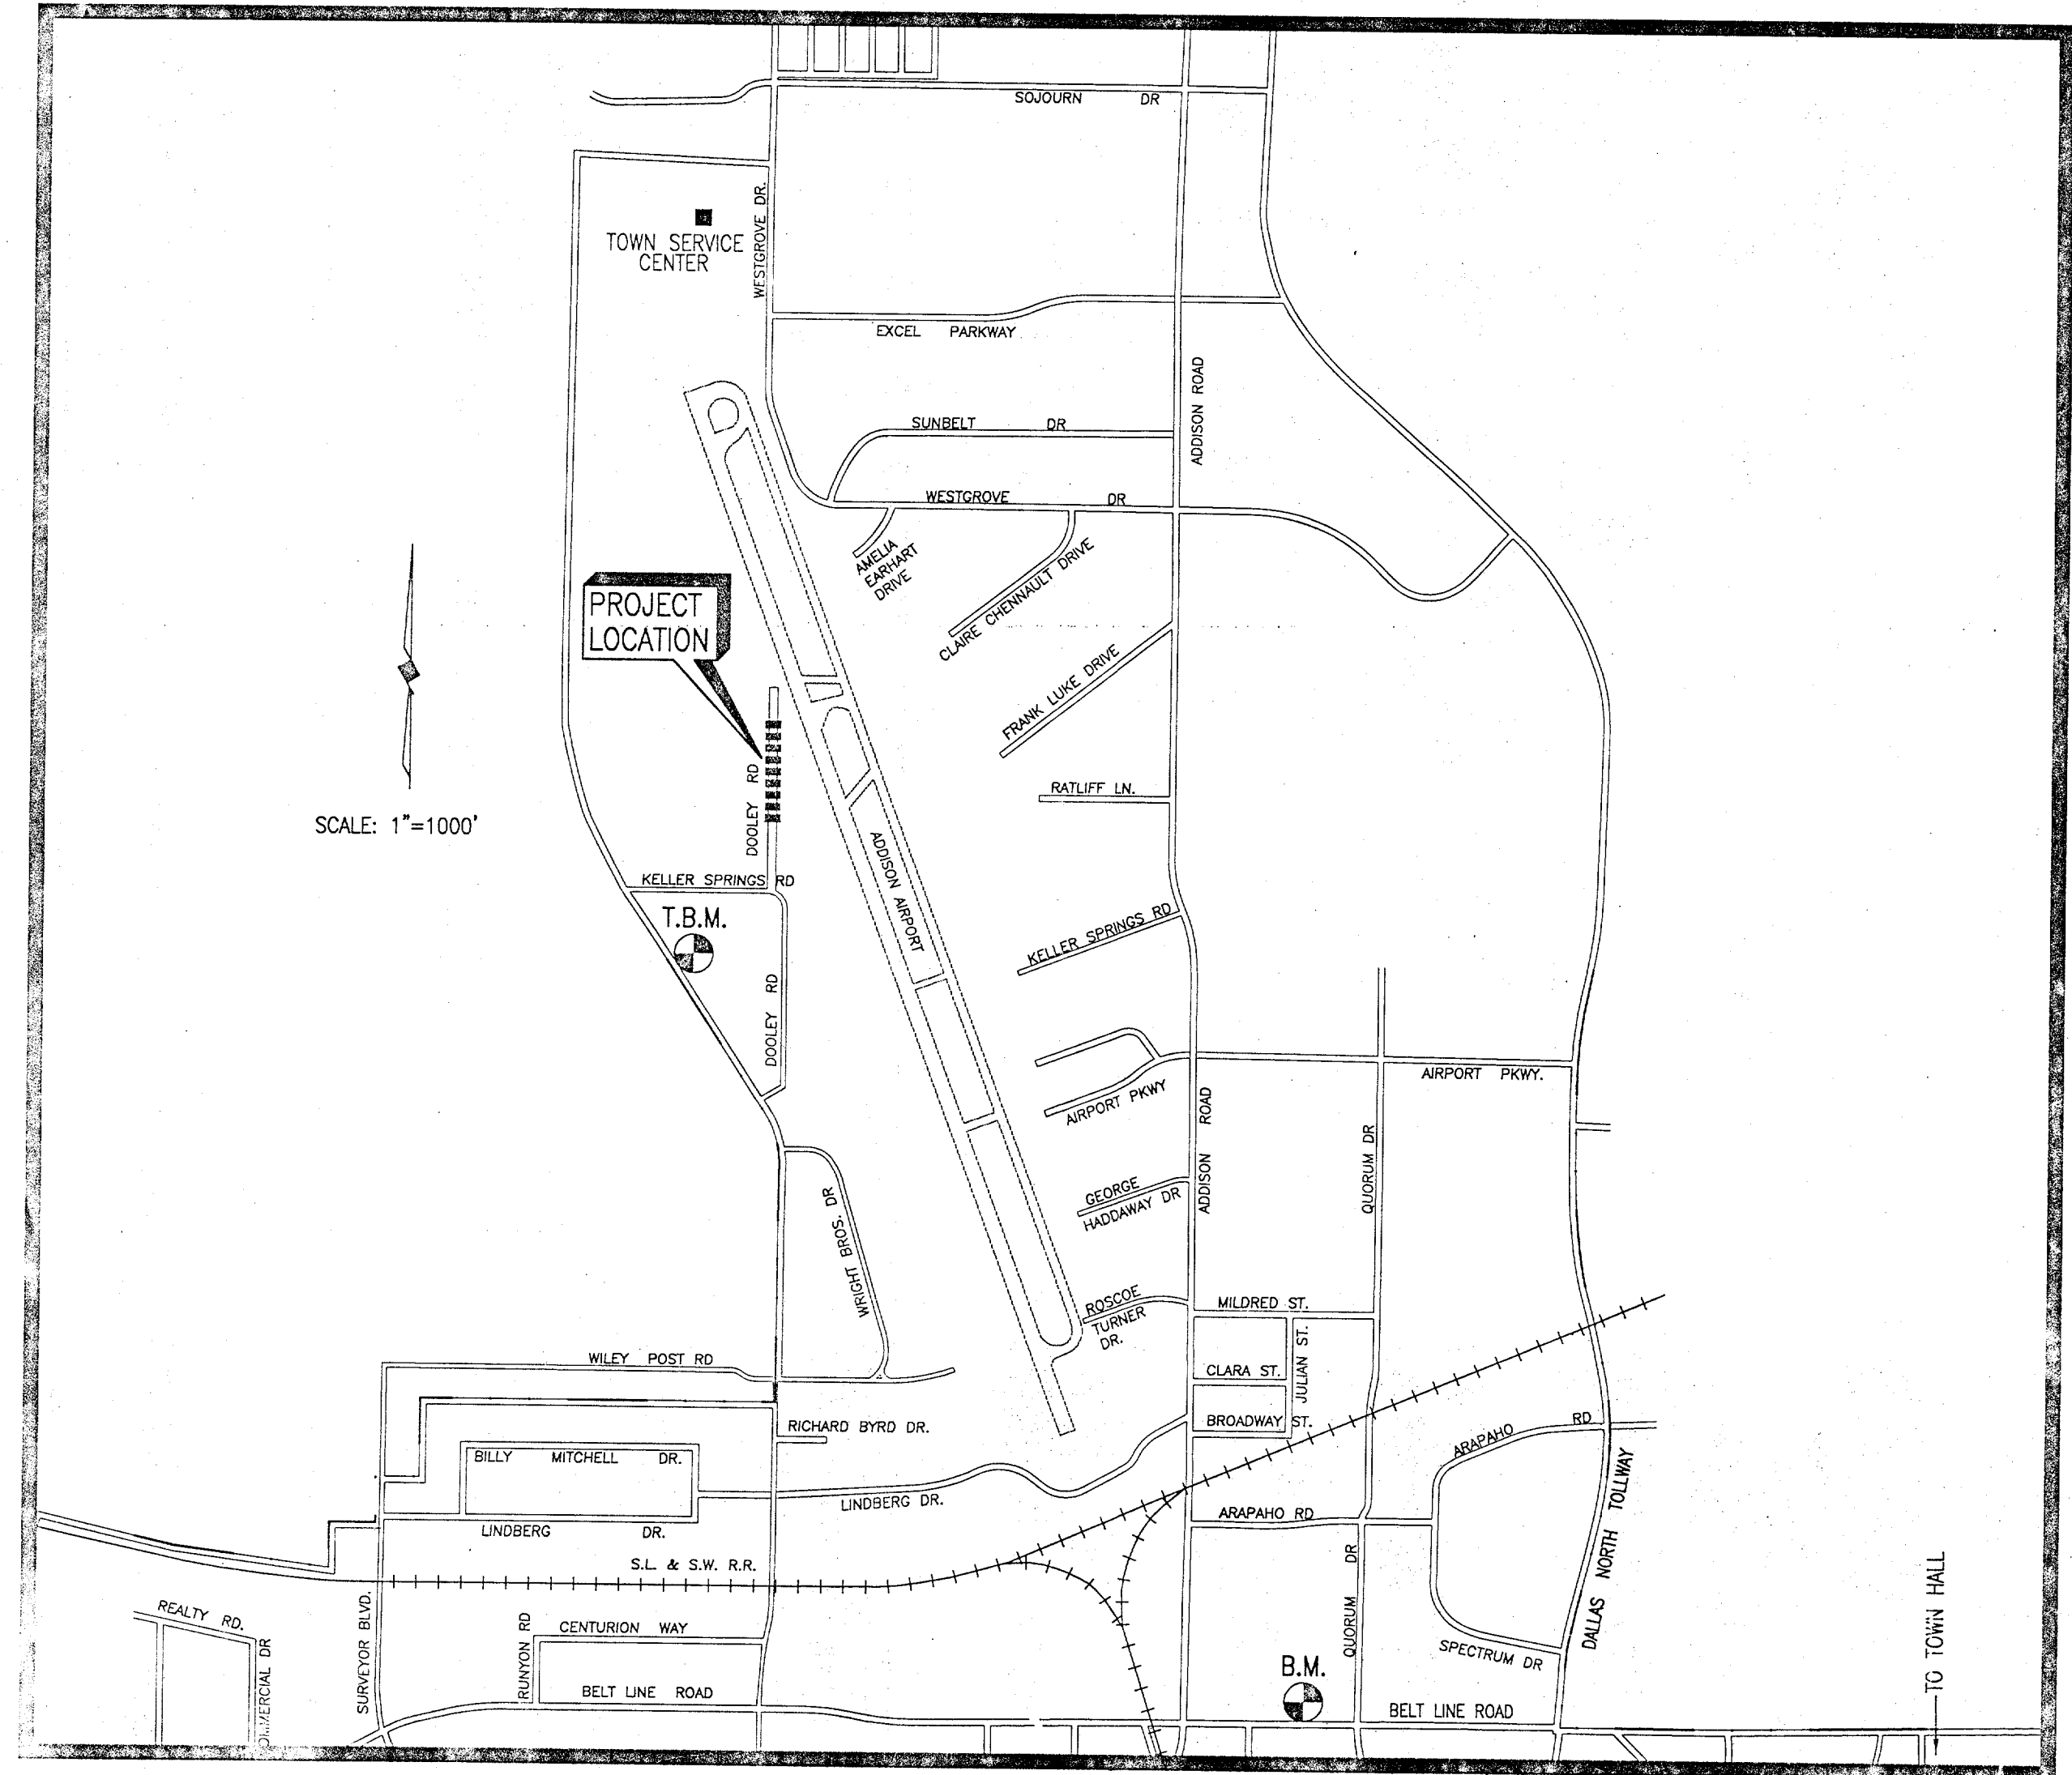 SOJOURN DR
WESTGROVE DR.
TOWN SERVICE
CENTER
EXCEL PARKWAY
ADDISON ROAD
SUNBELT DR
WESTGROVE DR
AMELIA
EARHART
DRIVE
CLAIRE CHENNAULT DRIVE
PROJECT
LOCATION
FRANK LUKE DRIVE
DOOLEY RD
RATLIFF LN.
SCALE: 1"=1000'
ADDISON AIRPORT
KELLER SPRINGS RD
T.B.M.
KELLER SPRINGS RD
DOOLEY RD
AIRPORT PKWY.
AIRPORT PKWY
ADDISON ROAD
QUORUM DR
GEORGE
HADDAWAY DR
WRIGHT BROS. DR
ROSCOE
TURNER
DR.
MILDRED ST.
JULIAN ST.
WILEY POST RD
CLARA ST.
BROADWAY ST.
RICHARD BYRD DR.
ARAPAHO RD
BILLY MITCHELL DR.
LINDBERG DR.
DALLAS NORTH TOLLWAY
LINDBERG DR.
ARAPAHO RD
S.L. & S.W. R.R.
QUORUM DR
TO TOWN HALL
REALTY RD.
SURVEYOR BLVD.
RUNYON RD
CENTURION WAY
SPECTRUM DR
B.M.
DR
BELT LINE ROAD
BELT LINE ROAD